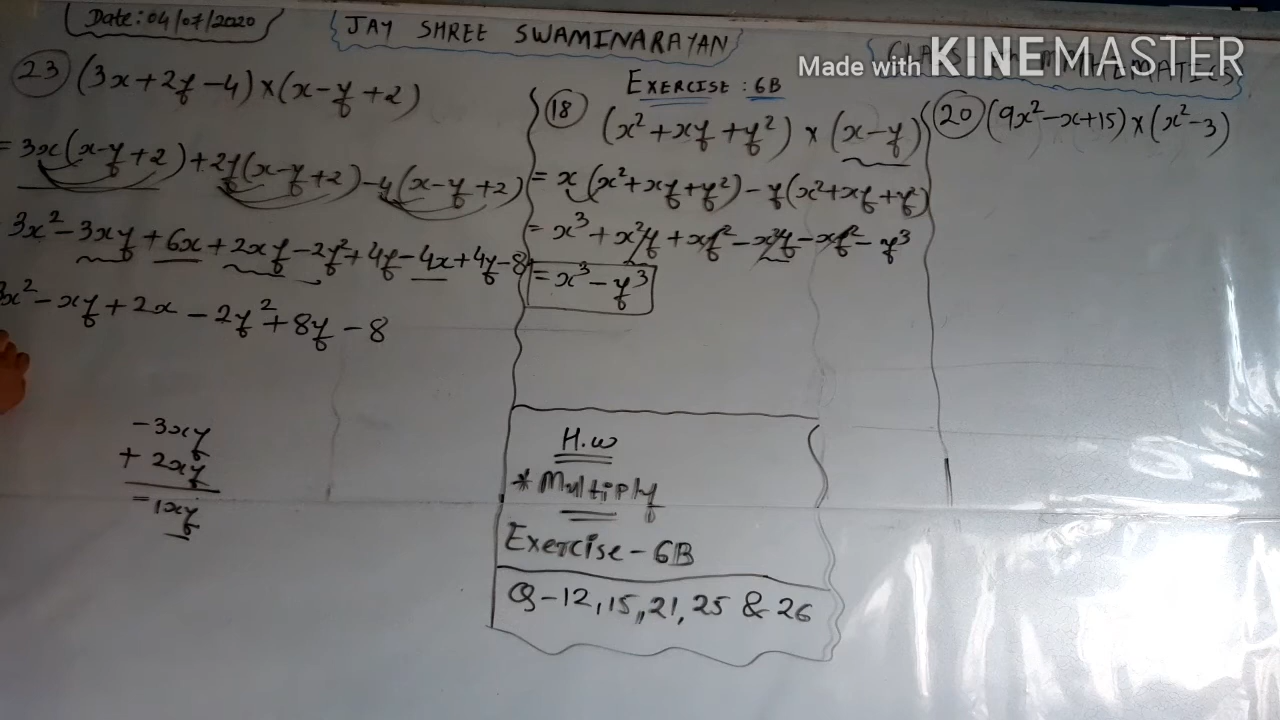 Date: 04/07/2020
JAY SHREE SWAMINARAYAN
Made with KINEMASTER
23 (3x+2y-4)×(x-y+2)
= 3x(x-y+2)+2y(x-y+2)-4(x-y+2)
3x²-3xy+6x+2xy-2y²+4y-4x+4y-8
3x²-xy+2x-2y²+8y-8
-3xy
+ 2xy
= 1xy
EXERCISE : 6B
18 (x²+xy+y²) × (x-y)
= x(x²+xy+y²)-y(x²+xy+y)
= x³+x²y+xy²-x²y-xy²-y³
= x³-y³
H.W
* Multiply
Exercise-6B
Q-12,15,21,25 & 26
20 (9x²-x+15)×(x²-3)